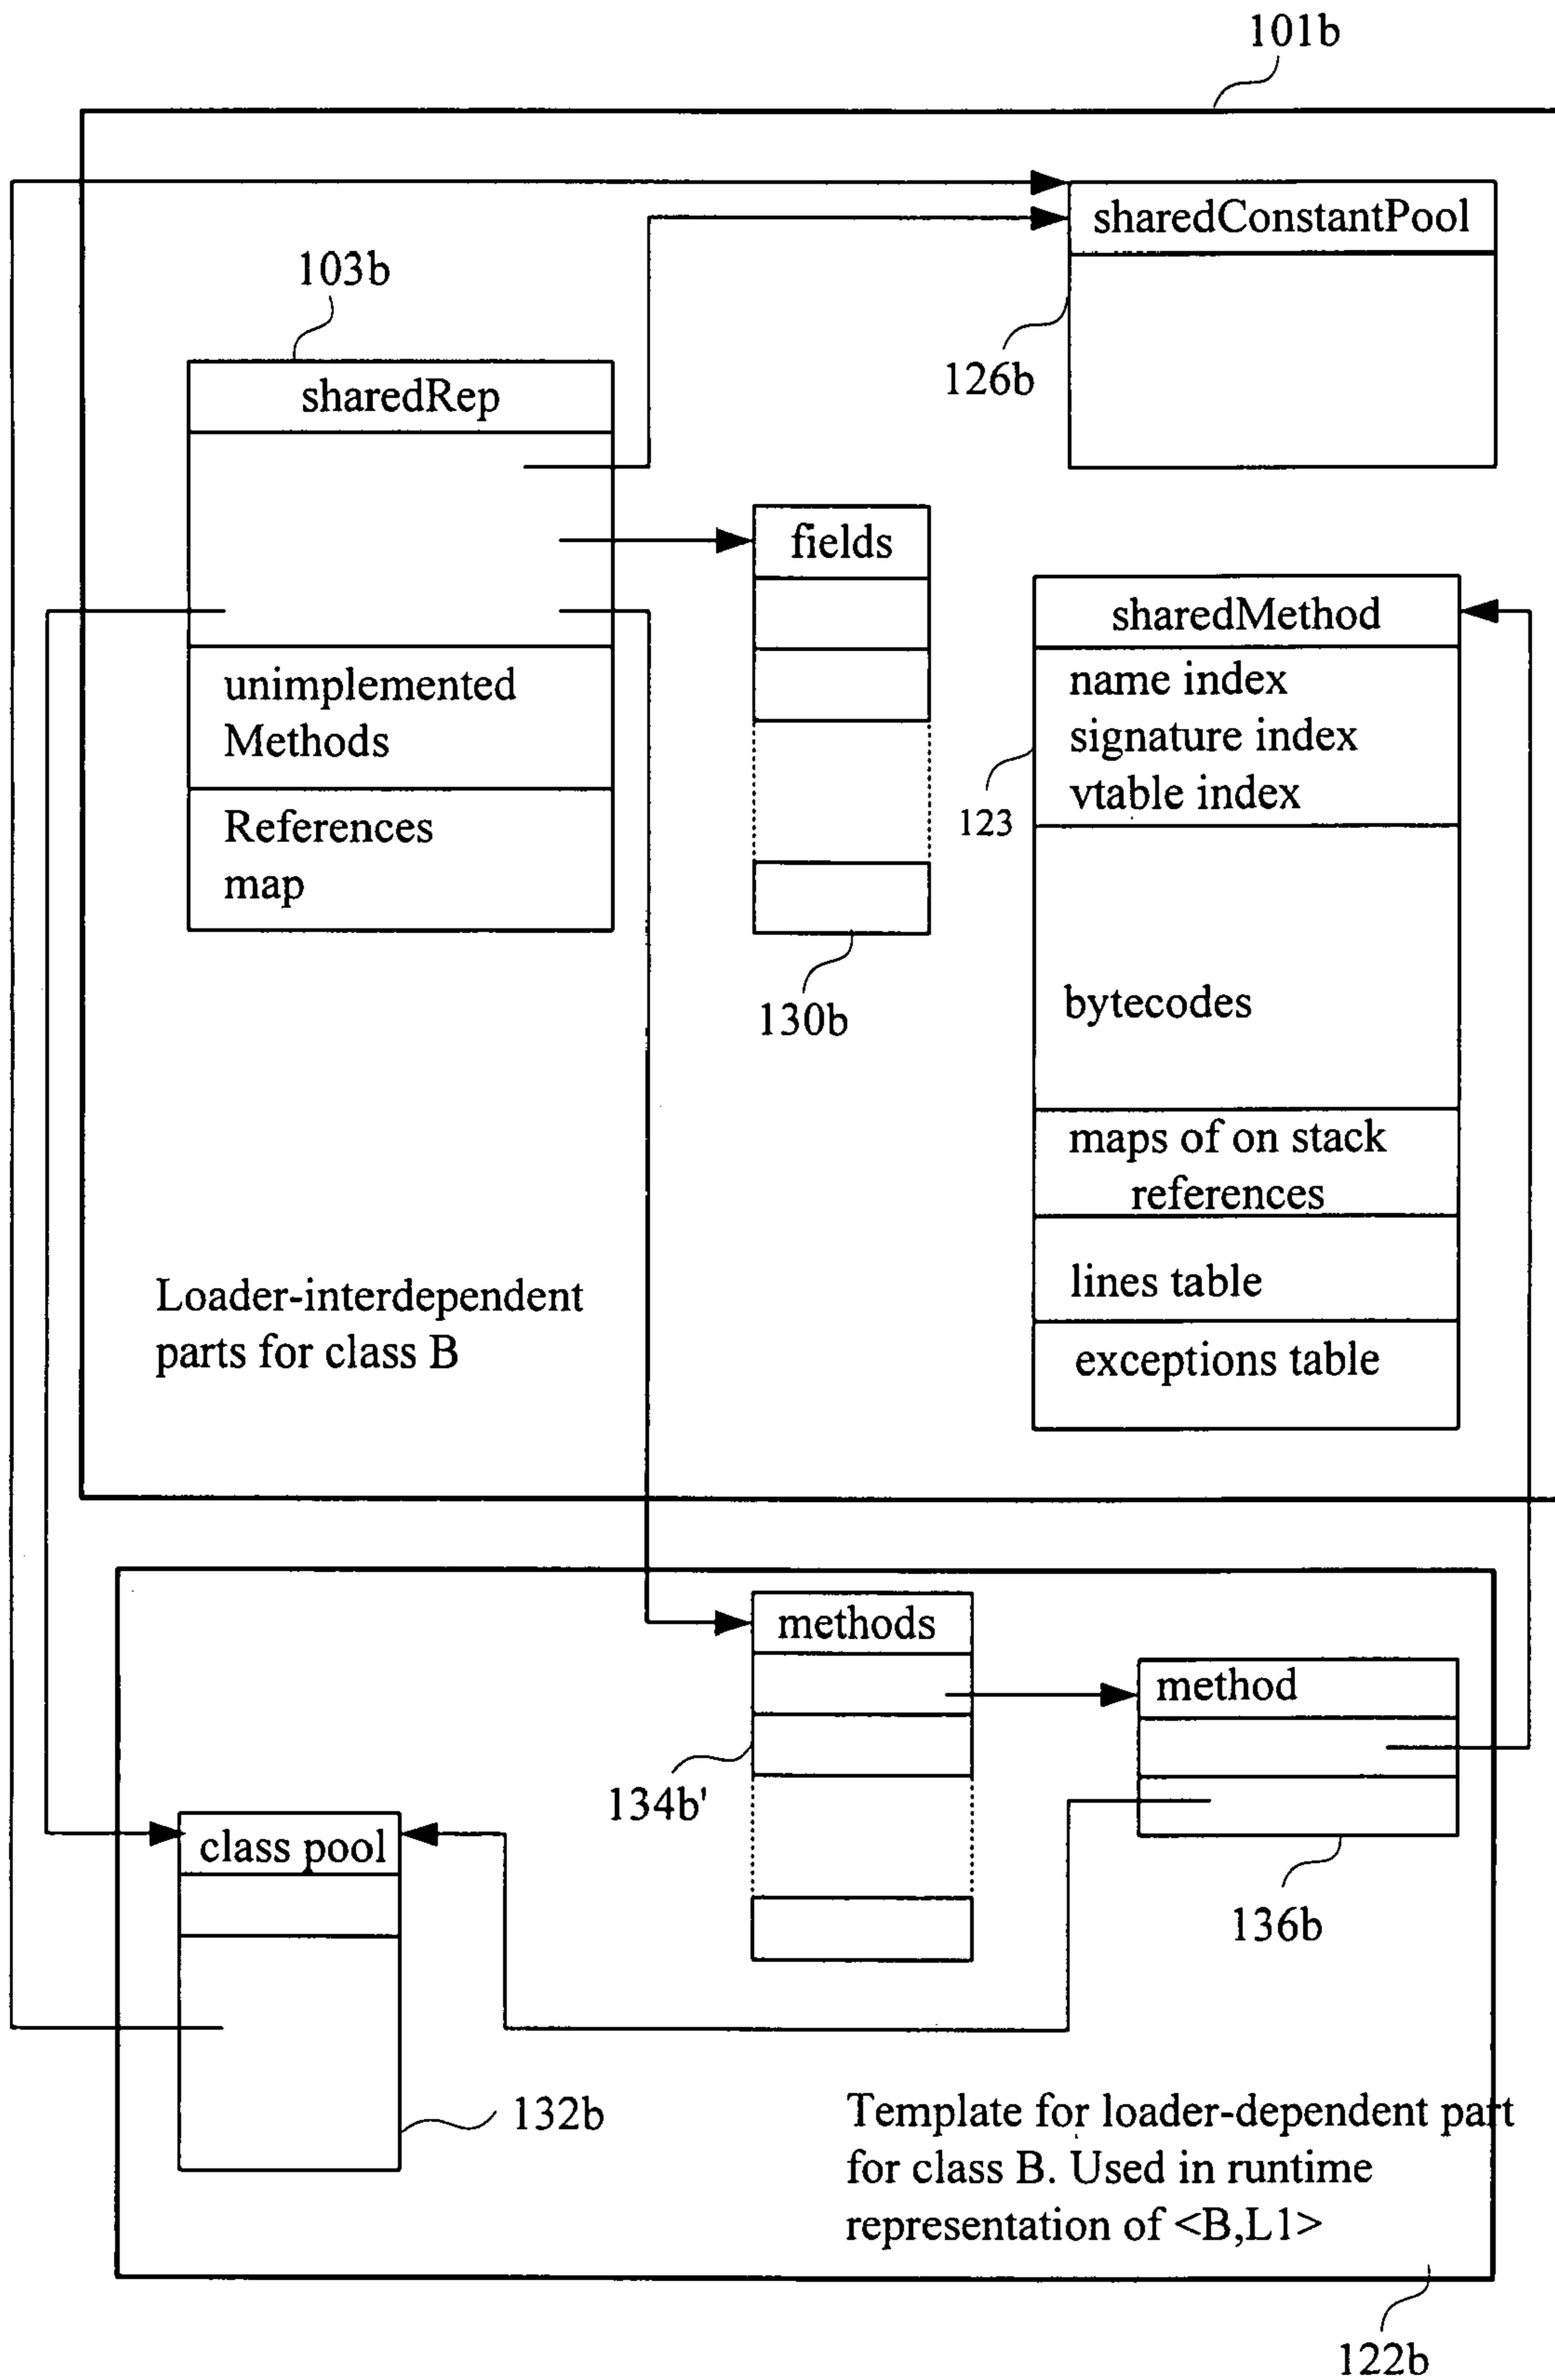 101b
sharedConstantPool
103b
126b
sharedRep
fields
sharedMethod
unimplemented
Methods
name index
signature index
vtable index
123
References
map
130b
bytecodes
maps of on stack
references
Loader-interdependent
parts for class B
lines table
exceptions table
methods
method
134b'
class pool
136b
132b
Template for loader-dependent part
for class B. Used in runtime
representation of <B,L1>
122b